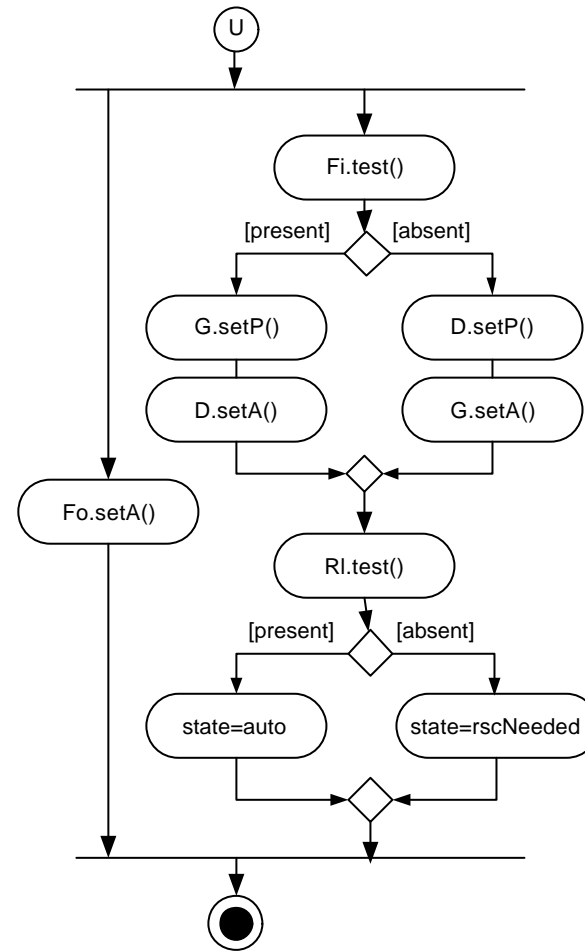 U
Fi.test()
[present]
[absent]
G.setP()
D.setP()
D.setA()
G.setA()
Fo.setA()
Rl.test()
[present]
[absent]
state=auto
state=rscNeeded